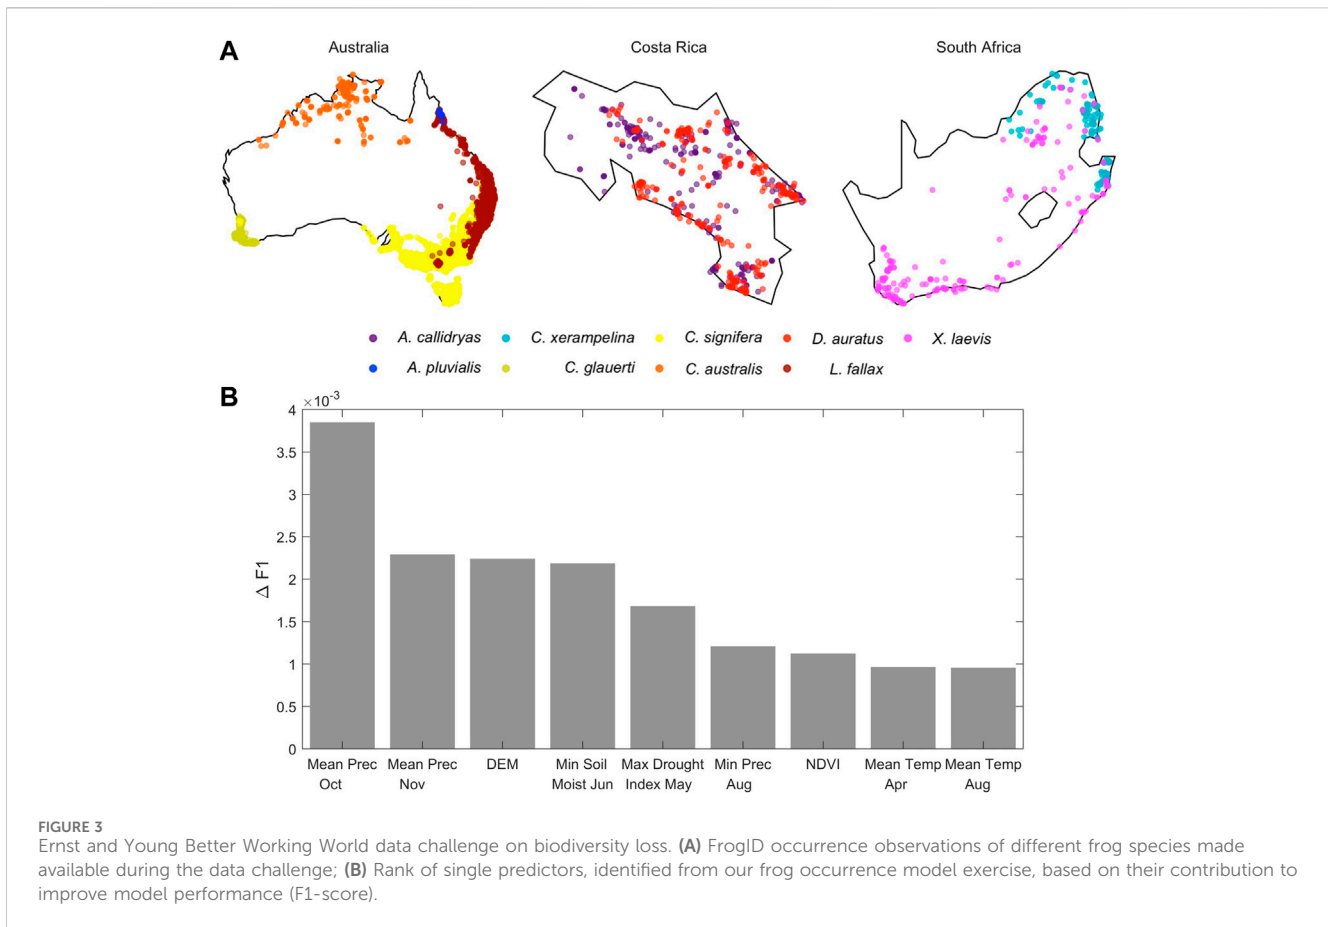 A
Australia
Costa Rica
South Africa
A. callidryas
C. xerampelina
C. signifera
D. auratus
X. laevis
A. pluvialis
C. glauerti
C. australis
L. fallax
B
×10⁻³
4
3.5
3
2.5
2
1.5
1
0.5
0
Δ F1
Mean Prec Oct
Mean Prec Nov
DEM
Min Soil Moist Jun
Max Drought Index May
Min Prec Aug
NDVI
Mean Temp Apr
Mean Temp Aug
FIGURE 3
Ernst and Young Better Working World data challenge on biodiversity loss. (A) FrogID occurrence observations of different frog species made
available during the data challenge; (B) Rank of single predictors, identified from our frog occurrence model exercise, based on their contribution to
improve model performance (F1-score).